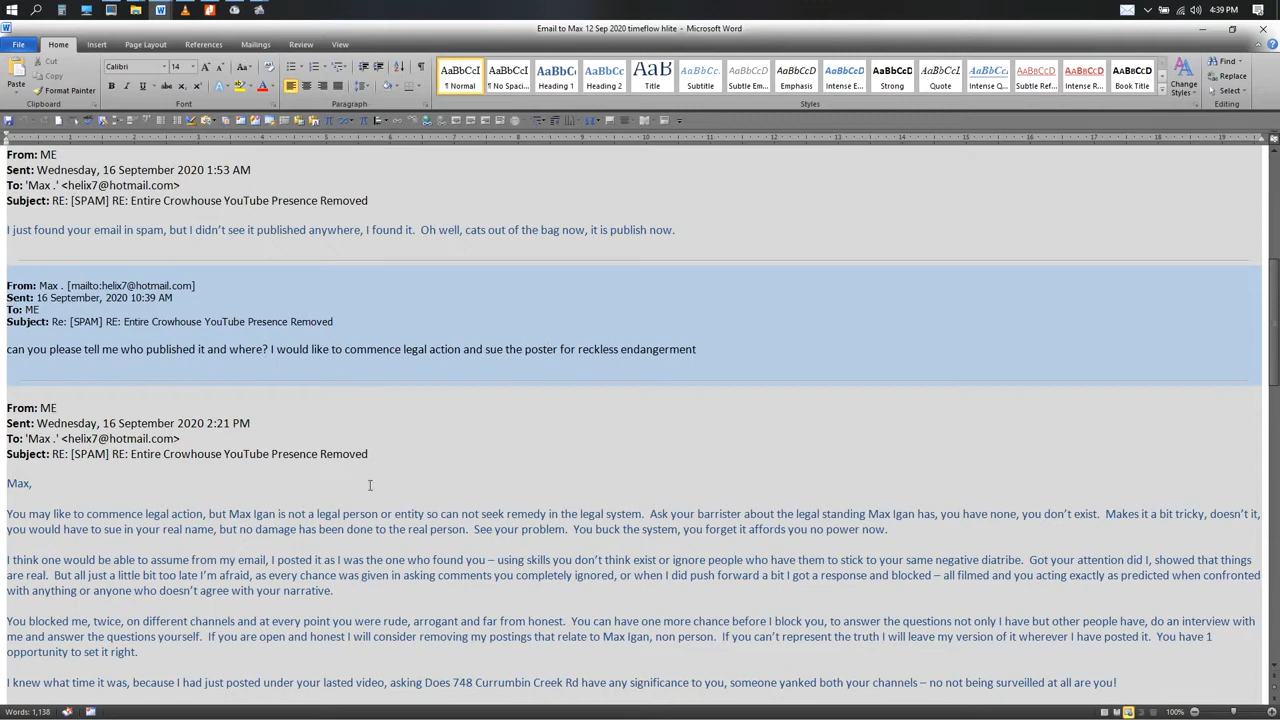 4:39 PM
Email to Max 12 Sep 2020 timeflow hlite - Microsoft Word
File Home Insert Page Layout References Mailings Review View
Paste
Cut
Copy
Format Painter
Clipboard
Calibri 14
Font
Paragraph
AaBbCcI AaBbCcI AaBbC AaBbCc AaB AaBbCcL AaBbCcD AaBbCcD AaBbCcD AaBbCcD AaBbCcD AaBbCcL AaBbCcD AaBbCcD AaBbCcD
¶ Normal ¶ No Spaci... Heading 1 Heading 2 Title Subtitle Subtle Em... Emphasis Intense E... Strong Quote Intense Q... Subtle Ref... Intense R... Book Title
Change Styles
Styles
Find
Replace
Select
Editing
1 2 3 4 5 6 7 8 9 10 11 12 13 14 15 16 17 18 19
From: ME
Sent: Wednesday, 16 September 2020 1:53 AM
To: 'Max .' <helix7@hotmail.com>
Subject: RE: [SPAM] RE: Entire Crowhouse YouTube Presence Removed
I just found your email in spam, but I didn't see it published anywhere, I found it.  Oh well, cats out of the bag now, it is publish now.
From: Max . [mailto:helix7@hotmail.com]
Sent: 16 September, 2020 10:39 AM
To: ME
Subject: Re: [SPAM] RE: Entire Crowhouse YouTube Presence Removed
can you please tell me who published it and where? I would like to commence legal action and sue the poster for reckless endangerment
From: ME
Sent: Wednesday, 16 September 2020 2:21 PM
To: 'Max .' <helix7@hotmail.com>
Subject: RE: [SPAM] RE: Entire Crowhouse YouTube Presence Removed
Max,
You may like to commence legal action, but Max Igan is not a legal person or entity so can not seek remedy in the legal system.  Ask your barrister about the legal standing Max Igan has, you have none, you don't exist.  Makes it a bit tricky, doesn't it,
you would have to sue in your real name, but no damage has been done to the real person.  See your problem.  You buck the system, you forget it affords you no power now.
I think one would be able to assume from my email, I posted it as I was the one who found you – using skills you don't think exist or ignore people who have them to stick to your same negative diatribe.  Got your attention did I, showed that things
are real.  But all just a little bit too late I'm afraid, as every chance was given in asking comments you completely ignored, or when I did push forward a bit I got a response and blocked – all filmed and you acting exactly as predicted when confronted
with anything or anyone who doesn't agree with your narrative.
You blocked me, twice, on different channels and at every point you were rude, arrogant and far from honest.  You can have one more chance before I block you, to answer the questions not only I have but other people have, do an interview with
me and answer the questions yourself.  If you are open and honest I will consider removing my postings that relate to Max Igan, non person.  If you can't represent the truth I will leave my version of it wherever I have posted it.  You have 1
opportunity to set it right.
I knew what time it was, because I had just posted under your lasted video, asking Does 748 Currumbin Creek Rd have any significance to you, someone yanked both your channels – no not being surveilled at all are you!
Words: 1,138
100%